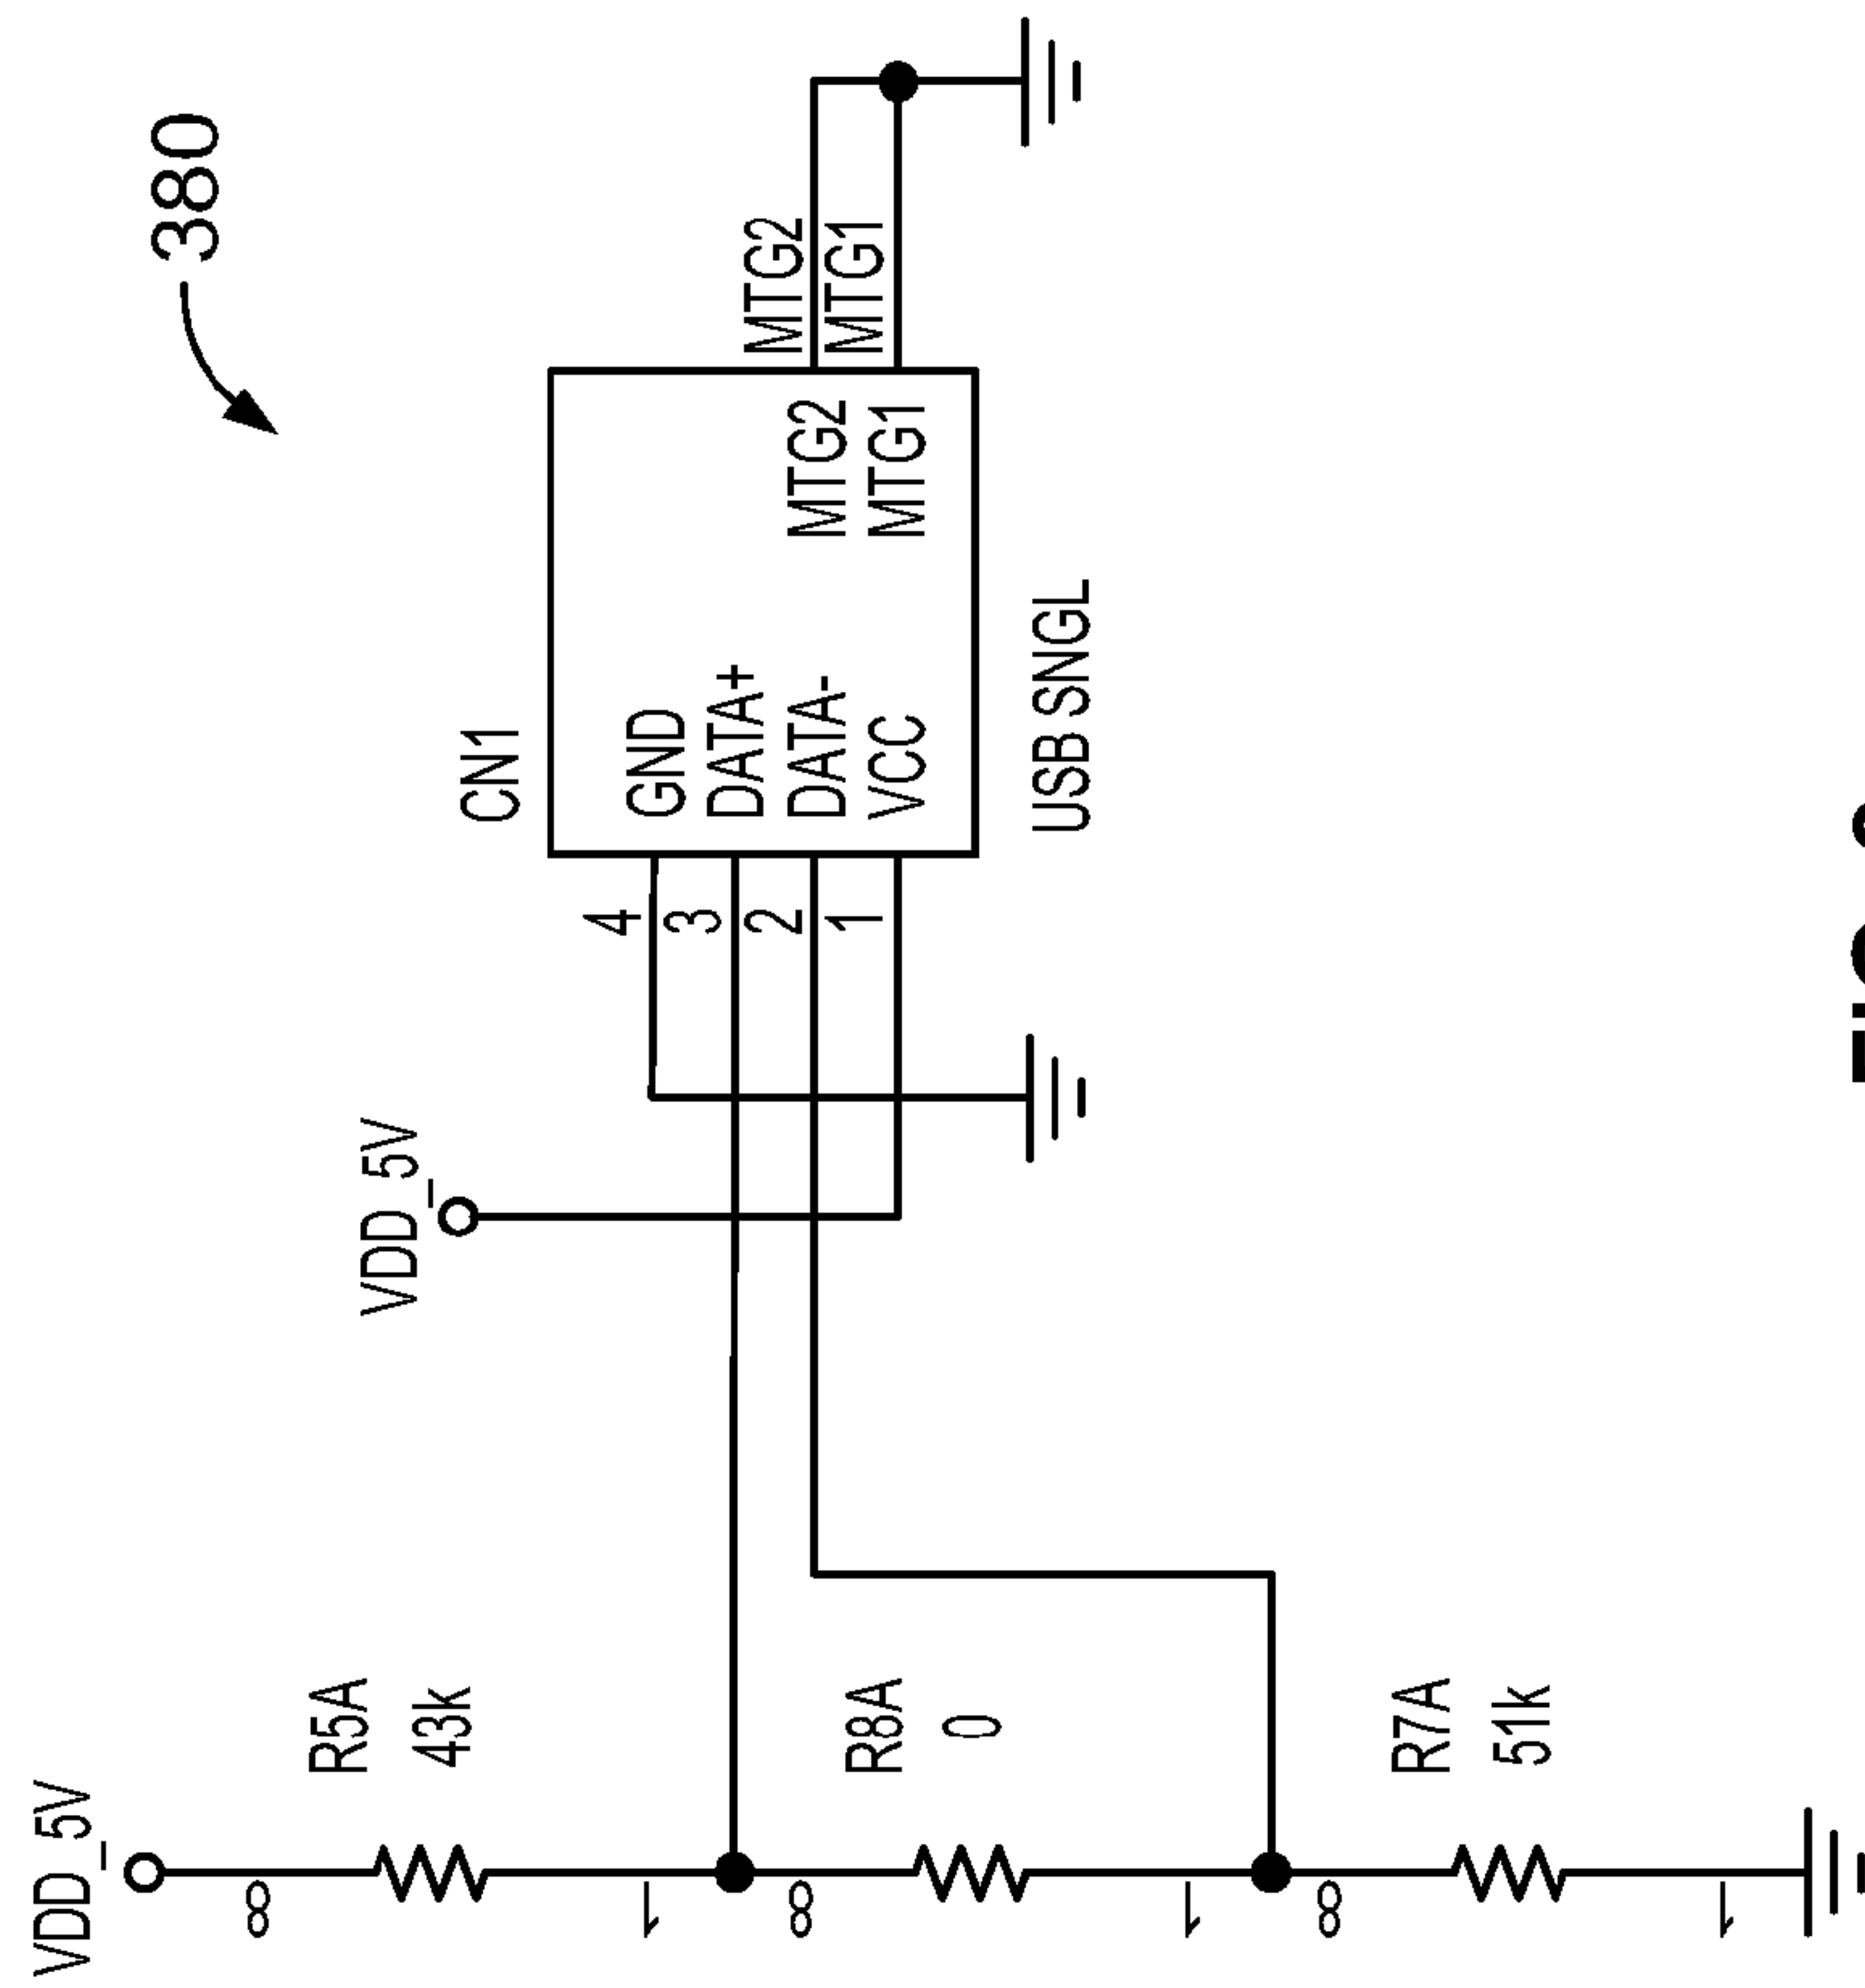 380
VDD_5V
R5A
43k
8
1
R8A
0
8
1
R7A
51k
8
1
VDD_5V
CN1
4
3
2
1
GND
DATA+
DATA-
VCC
MTG2
MTG1
MTG2
MTG1
USB SNGL